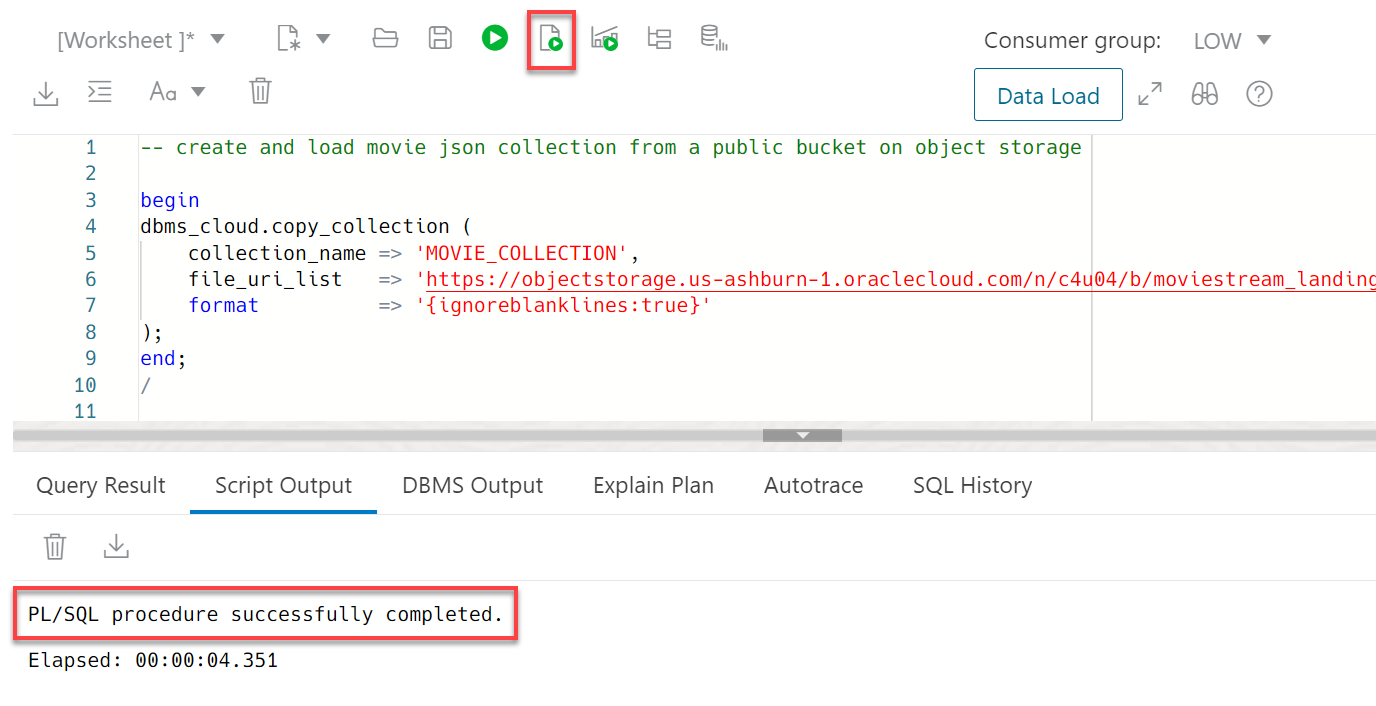 [Worksheet ]*
Consumer group: LOW
Aa
Data Load
1 -- create and load movie json collection from a public bucket on object storage
2
3 begin
4 dbms_cloud.copy_collection (
5 collection_name => 'MOVIE_COLLECTION',
6 file_uri_list => 'https://objectstorage.us-ashburn-1.oraclecloud.com/n/c4u04/b/moviestream_landing
7 format => '{ignoreblanklines:true}'
8 );
9 end;
10 /
11
Query Result Script Output DBMS Output Explain Plan Autotrace SQL History
PL/SQL procedure successfully completed.
Elapsed: 00:00:04.351